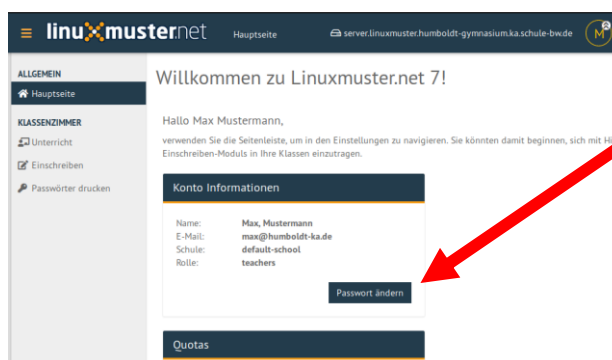 linuxmuster.net
Hauptseite
server.linuxmuster.humboldt-gymnasium.ka.schule-bw.de
M
ALLGEMEIN
Hauptseite
KLASSENZIMMER
Unterricht
Einschreiben
Passwörter drucken
Willkommen zu Linuxmuster.net 7!
Hallo Max Mustermann,
verwenden Sie die Seitenleiste, um in den Einstellungen zu navigieren. Sie könnten damit beginnen, sich mit
Einschreiben-Moduls in Ihre Klassen einzutragen.
Konto Informationen
Name: Max, Mustermann
E-Mail: max@humboldt-ka.de
Schule: default-school
Rolle: teachers
Passwort ändern
Quotas